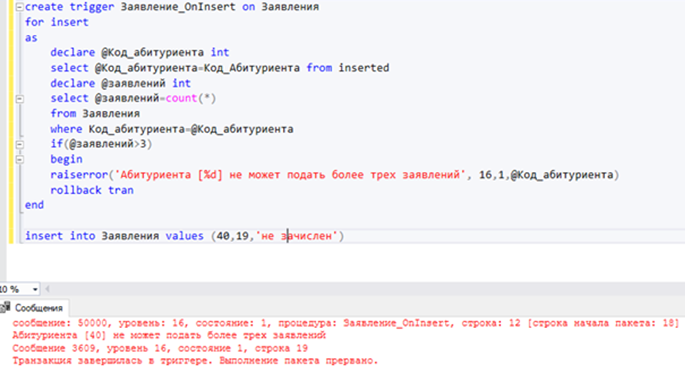 create trigger Заявление_OnInsert on Заявления
for insert
as
declare @Код_абитуриента int
select @Код_абитуриента=Код_Абитуриента from inserted
declare @заявлений int
select @заявлений=count(*)
from Заявления
where Код_абитуриента=@Код_абитуриента
if(@заявлений>3)
begin
raiserror('Абитуриента [%d] не может подать более трех заявлений', 16,1,@Код_абитуриента)
rollback tran
end
insert into Заявления values (40,19,'не зачислен')
10 %
Сообщения
сообщение: 50000, уровень: 16, состояние: 1, процедура: Заявление_OnInsert, строка: 12 [строка начала пакета: 18]
Абитуриента [40] не может подать более трех заявлений
Сообщение 3609, уровень 16, состояние 1, строка 19
Транзакция завершилась в триггере. Выполнение пакета прервано.